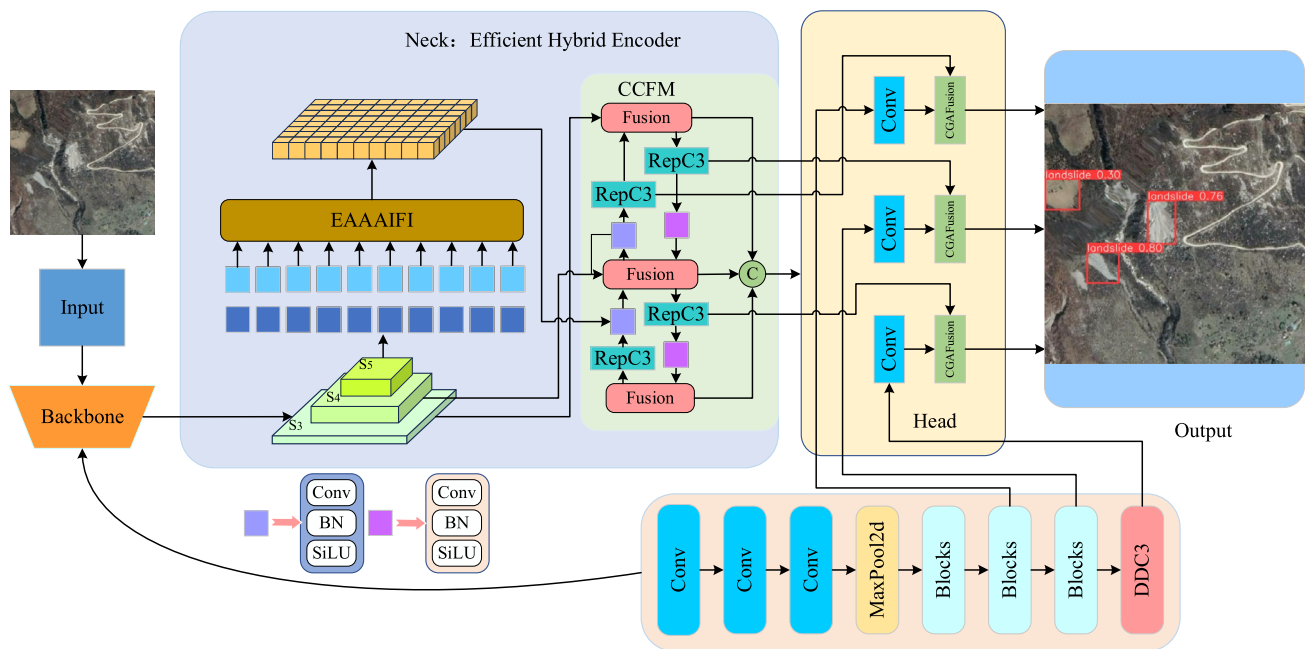 Neck: Efficient Hybrid Encoder
Input
Backbone
EAAAIFI
S5
S4
S3
CCFM
Fusion
RepC3
RepC3
Fusion
RepC3
RepC3
Fusion
C
Conv
CGAFusion
Conv
CGAFusion
Conv
CGAFusion
Head
landslide 0.30
landslide 0.76
landslide 0.80
Output
Conv
BN
SiLU
Conv
BN
SiLU
Conv
Conv
Conv
MaxPool2d
Blocks
Blocks
Blocks
DDC3